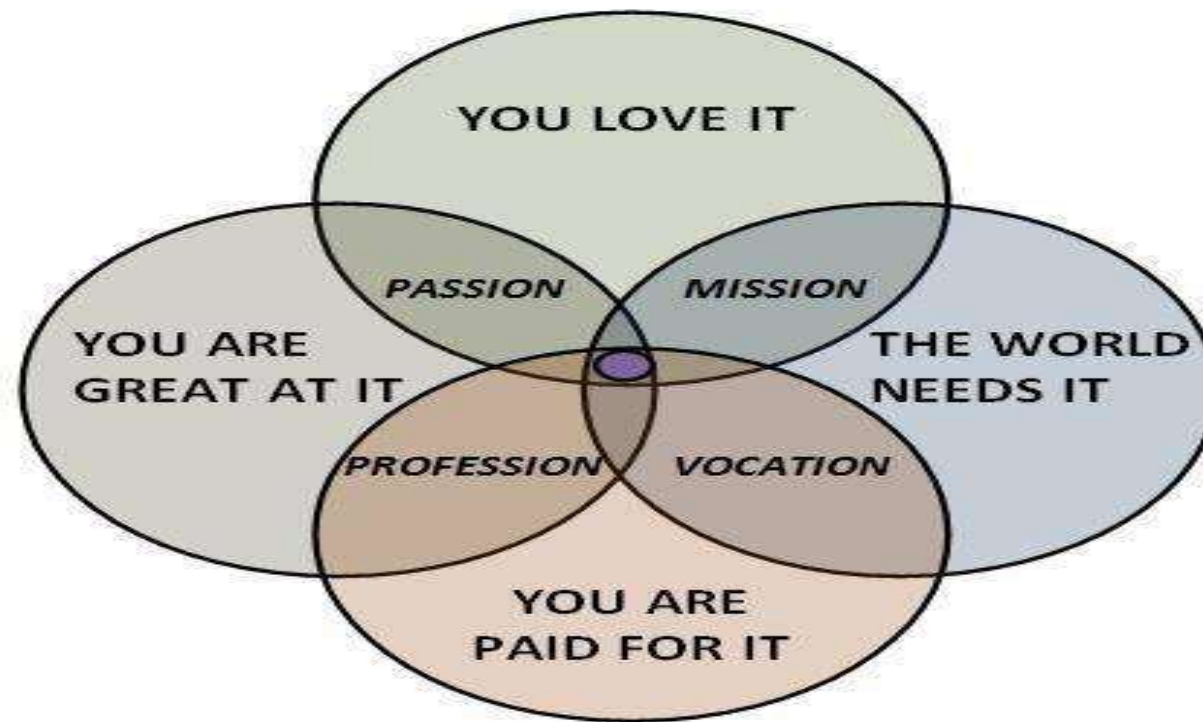 YOU LOVE IT
PASSION
MISSION
YOU ARE
GREAT AT IT
THE WORLD
NEEDS IT
PROFESSION
VOCATION
YOU ARE
PAID FOR IT